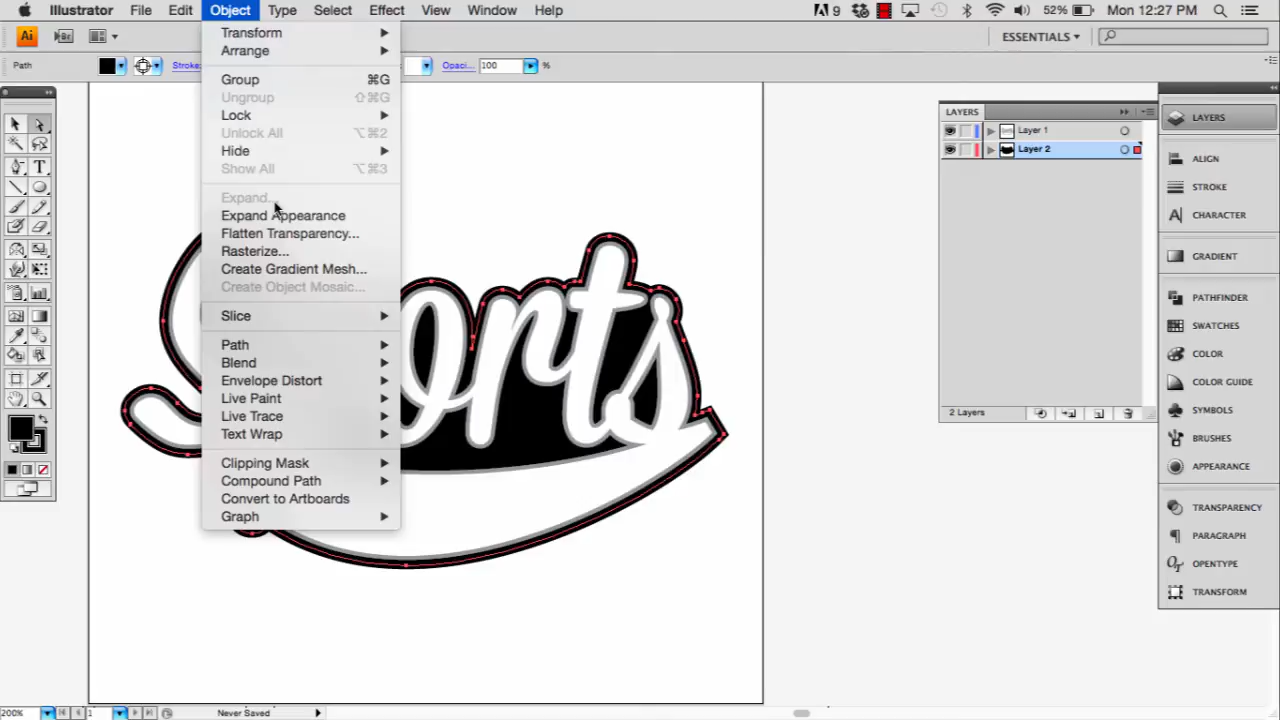 Illustrator File Edit Object Type Select Effect View Window Help 9 52% Mon 12:27 PM
Ai Br ESSENTIALS
Path Stroke: Opaci... 100 %
Transform
Arrange
Group ⌘G
Ungroup ⇧⌘G
Lock
Unlock All ⌥⌘2
Hide
Show All ⌥⌘3
Expand...
Expand Appearance
Flatten Transparency...
Rasterize...
Create Gradient Mesh...
Create Object Mosaic...
Slice
Path
Blend
Envelope Distort
Live Paint
Live Trace
Text Wrap
Clipping Mask
Compound Path
Convert to Artboards
Graph
orts
LAYERS
Layer 1
Layer 2
2 Layers
LAYERS
ALIGN
STROKE
CHARACTER
GRADIENT
PATHFINDER
SWATCHES
COLOR
COLOR GUIDE
SYMBOLS
BRUSHES
APPEARANCE
TRANSPARENCY
PARAGRAPH
OPENTYPE
TRANSFORM
200% 1 Never Saved